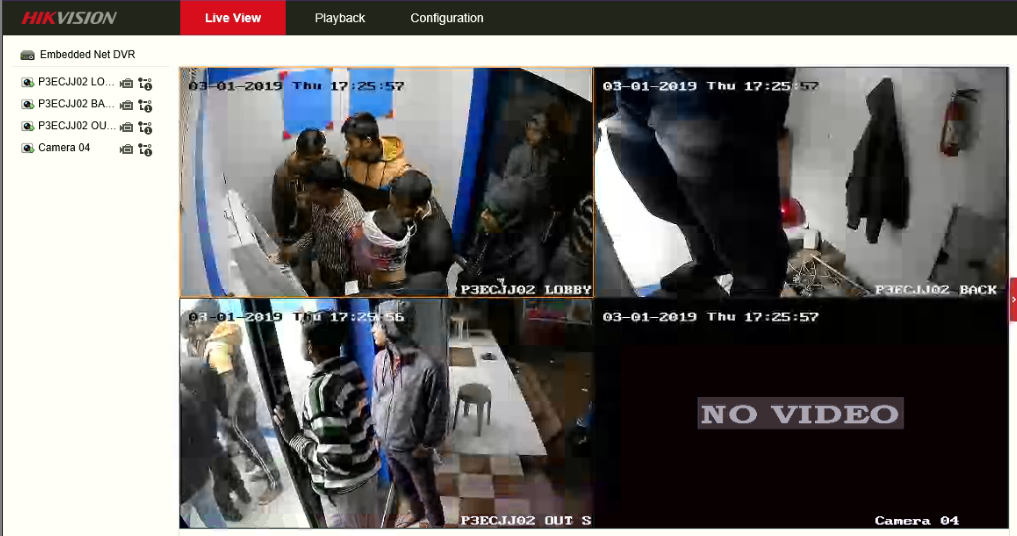 HIKVISION
Live View
Playback
Configuration
Embedded Net DVR
P3ECJJ02 LO...
P3ECJJ02 BA...
P3ECJJ02 OU...
Camera 04
03-01-2019 Thu 17:25:57
P3ECJJ02 LOBBY
03-01-2019 Thu 17:25:57
P3ECJJ02 BACK
03-01-2019 Thu 17:25:56
P3ECJJ02 OUT S
03-01-2019 Thu 17:25:57
NO VIDEO
Camera 04